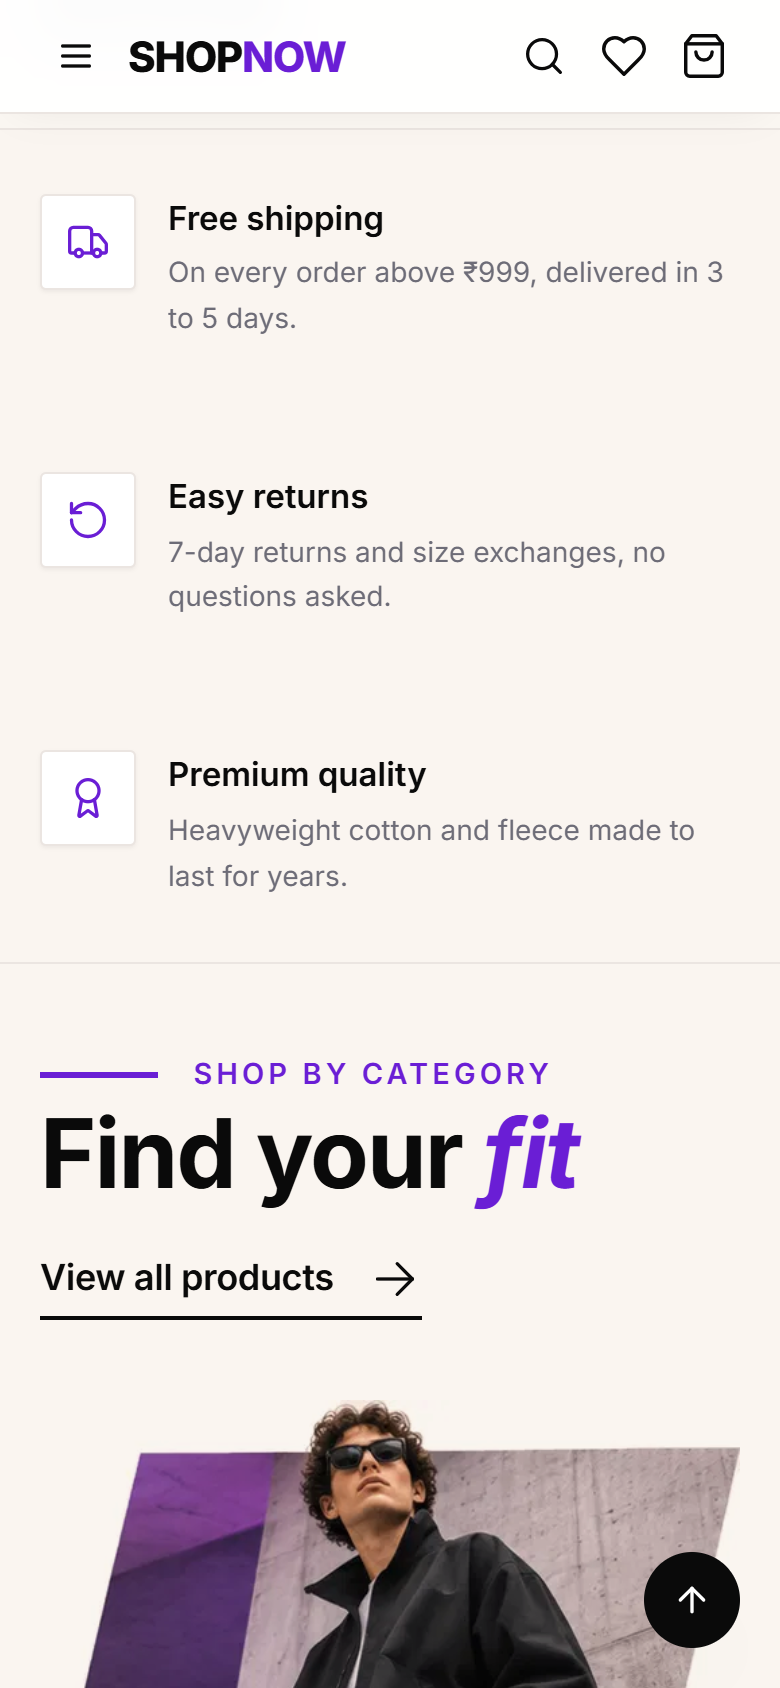 SHOPNOW
Free shipping
On every order above ₹999, delivered in 3
to 5 days.
Easy returns
7-day returns and size exchanges, no
questions asked.
Premium quality
Heavyweight cotton and fleece made to
last for years.
SHOP BY CATEGORY
Find your fit
View all products